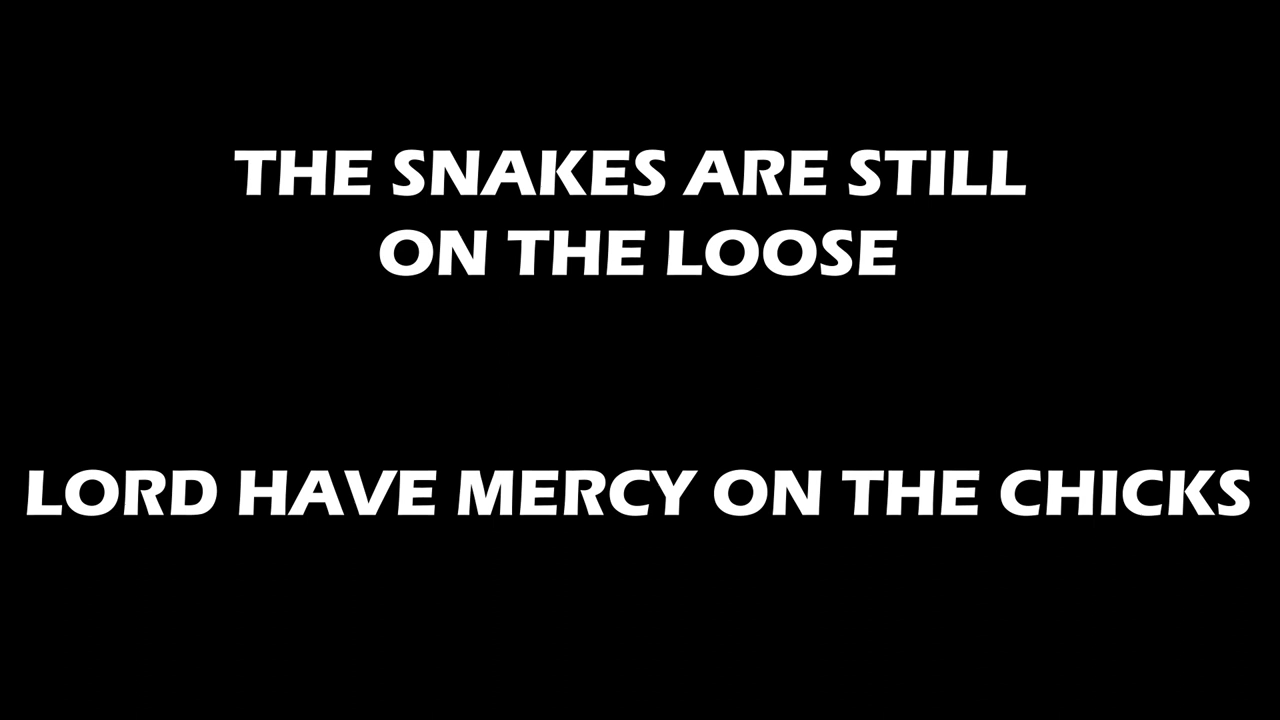 THE SNAKES ARE STILL
ON THE LOOSE
LORD HAVE MERCY ON THE CHICKS